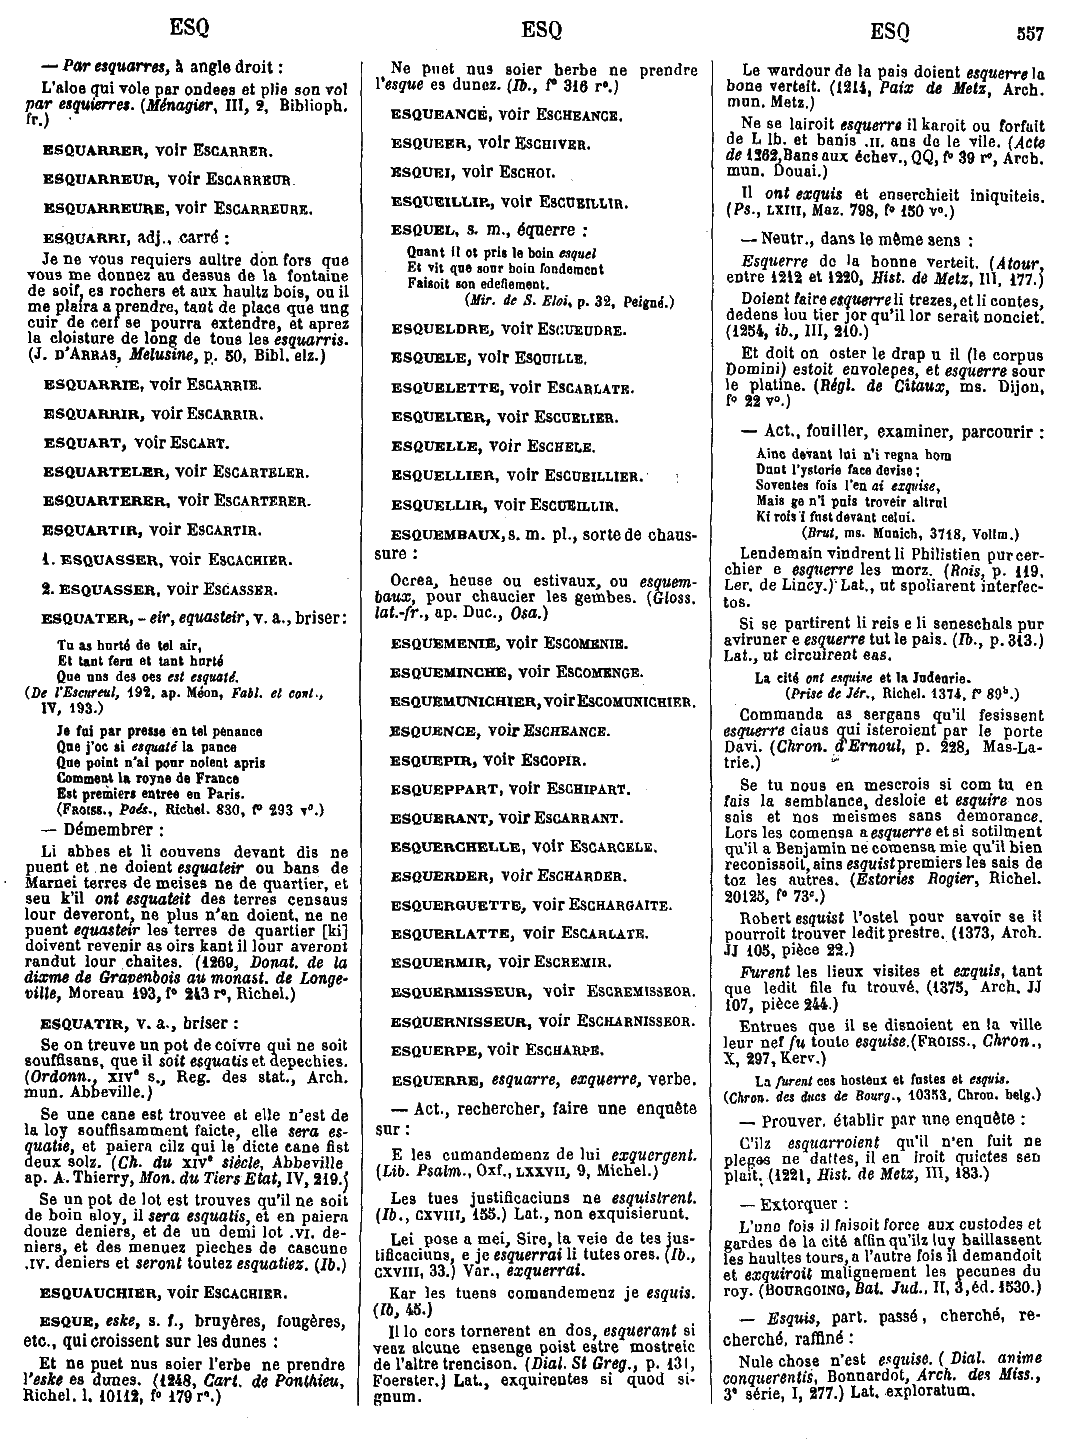 ESQ
ESQ
ESQ
557
— Par esquarres, à angle droit :
L'aloe qui vole par ondees et plie son vol
par esquierres. (Ménagier, III, 2, Biblioph.
fr.)
ESQUARRER, voir ESCARRER.
ESQUARREUR, voir ESCARREUR.
ESQUARREURE, voir ESCARREURE.
ESQUARRI, adj., carré :
Je ne vous requiers aultre don fors que
vous me donnez au dessus de la fontaine
de soif, es rochers et aux haultz bois, ou il
me plaira a prendre, tant de place que ung
cuir de cerf se pourra extendre, et aprez
la cloisture de long de tous les esquarris.
(J. D'ARRAS, Melusine, p. 50, Bibl. elz.)
ESQUARRIE, voir ESCARRIE.
ESQUARRIR, voir ESCARRIR.
ESQUART, voir ESCART.
ESQUARTELER, voir ESCARTELER.
ESQUARTERER, voir ESCARTERER.
ESQUARTIR, voir ESCARTIR.
1. ESQUASSER, voir ESCACHIER.
2. ESQUASSER, voir ESCASSER.
ESQUATER, - eir, equasteir, v. a., briser :
Tu as hurté de tel air,
Et tant feru et tant hurté
Que uns des oes est esquaté.
(De l'Escureul, 192, ap. Méon, Fabl. et cont.,
IV, 193.)
Je fui par presse en tel penance
Que j'oc si esquaté la pance
Que point n'ai pour nolent apris
Comment la royne de France
Est premiers entree en Paris.
(FROISS., Poés., Richel. 830, f° 293 v°.)
— Démembrer :
Li abbes et li couvens devant dis ne
puent et ne doient esquateir ou bans de
Marnei terres de meises ne de quartier, et
seu k'il ont esquateit des terres censaus
lour deveront, ne plus n'an doient, ne ne
puent equasteir les terres de quartier [ki]
doivent revenir as oirs kant il lour averont
randut lour chaites. (1269, Donat. de la
dixme de Gravenbois au monast. de Longe-
ville, Moreau 193, f° 243 r°, Richel.)
ESQUATIR, v. a., briser :
Se on treuve un pot de coivre qui ne soit
souffisans, que il soit esquatis et depechies.
(Ordonn., XIVe s., Reg. des stat., Arch.
mun. Abbeville.)
Se une cane est trouvee et elle n'est de
la loy souffisamment faicte, elle sera es-
quatie, et paiera cilz qui le dicte cane fist
deux solz. (Ch. du XIVe siècle, Abbeville
ap. A. Thierry, Mon. du Tiers Etat, IV, 219.)
Se un pot de lot est trouves qu'il ne soit
de boin aloy, il sera esquatis, et en paiera
douze deniers, et de un demi lot .VI. de-
niers, et des menuez pieches de cascune
.IV. deniers et seront toutez esquatiez. (Ib.)
ESQUAUCHIER, voir ESCACHIER.
ESQUE, eske, s. f., bruyères, fougères,
etc., qui croissent sur les dunes :
Et ne puet nus soier l'erbe ne prendre
l'eske es dunes. (1248, Cart. de Ponthieu,
Richel. l. 10112, f° 179 r°.)
Ne puet nus soier herbe ne prendre
l'esque es dunez. (Ib., f° 316 r°.)
ESQUEANCE, voir ESCHEANCE.
ESQUEER, voir ESCHIVER.
ESQUEI, voir ESCHOI.
ESQUEILLIR, voir ESCUEILLIR.
ESQUEL, s. m., équerre :
Quant il ot pris le boin esquel
Et vit que sour boin fondement
Faisoit son edefiement.
(Mir. de S. Eloi, p. 32, Peigné.)
ESQUELDRE, voir ESCUEUDRE.
ESQUELE, voir ESQUILLE.
ESQUELETTE, voir ESCARLATE.
ESQUELIER, voir ESCUELIER.
ESQUELLE, voir ESCHELE.
ESQUELLIER, voir ESCUEILLIER.
ESQUELLIR, voir ESCUEILLIR.
ESQUEMBAUX, s. m. pl., sorte de chaus-
sure :
Ocrea, heuse ou estivaux, ou esquem-
baux, pour chaucier les gembes. (Gloss.
lat.-fr., ap. Duc., Osa.)
ESQUEMENIE, voir ESCOMENIE.
ESQUEMINCHE, voir ESCOMENGE.
ESQUEMUNICHIER, voir ESCOMUNICHIER.
ESQUENCE, voir ESCHEANCE.
ESQUEPIR, voir ESCOPIR.
ESQUEPPART, voir ESCHIPART.
ESQUERANT, voir ESCARRANT.
ESQUERCHELLE, voir ESCARCELE.
ESQUERDER, voir ESCHARDER.
ESQUERGUETTE, voir ESCHARGAITE.
ESQUERLATTE, voir ESCARLATE.
ESQUERMIR, voir ESCREMIR.
ESQUERMISSEUR, voir ESCREMISSEOR.
ESQUERNISSEUR, voir ESCHARNISSEOR.
ESQUERPE, voir ESCHARPE.
ESQUERRE, esquarre, exquerre, verbe.
— Act., rechercher, faire une enquête
sur :
E les cumandemenz de lui exquergent.
(Lib. Psalm., Oxf., LXXVII, 9, Michel.)
Les tues justificaciuns ne esquistrent.
(Ib., CXVIII, 155.) Lat., non exquisierunt.
Lei pose a mei, Sire, la veie de tes jus-
tificaciuns, e je esquerrai li tutes ores. (Ib.,
CXVIII, 33.) Var., exquerrai.
Kar les tuens comandemenz je esquis.
(Ib, 45.)
Il lo cors tornerent en dos, esquerant si
veaz alcune ensenge poist estre mostreie
de l'altre trencison. (Dial. St Greg., p. 131,
Foerster.) Lat., exquirentes si quod si-
gnum.
Le wardour de la pais doient esquerre la
bone verteit. (1214, Paix de Metz, Arch.
mun. Metz.)
Ne se lairoit esquerre il karoit ou forfait
de L lb. et banis .II. ans de le vile. (Acte
de 1262, Bans aux échev., QQ, f° 39 r°, Arch.
mun. Douai.)
Il ont exquis et enserchieit iniquiteis.
(Ps., LXIII, Maz. 798, f° 150 v°.)
— Neutr., dans le même sens :
Esquerre de la bonne verteit. (Atour,
entre 1212 et 1220, Hist. de Metz, III, 177.)
Doient faire esquerre li trezes, et li contes,
dedens lou tier jor qu'il lor serait nonciet.
(1254, ib., III, 210.)
Et doit on oster le drap u il (le corpus
Domini) estoit envolepes, et esquerre sour
le platine. (Régl. de Citaux, ms. Dijon,
f° 22 v°.)
— Act., fouiller, examiner, parcourir :
Ainc devant lui n'i regna hom
Dunt l'ystorie face devise ;
Soventes fois l'en ai exquise,
Mais ge n'i puis troveir altrui
Ki rois i fust devant celui.
(Brut, ms. Munich, 3718, Vollm.)
Lendemain vindrent li Philistien pur cer-
chier e esquerre les morz. (Rois, p. 119,
Ler. de Lincy.) Lat., ut spoliarent interfec-
tos.
Si se partirent li reis e li seneschals pur
aviruner e esquerre tut le pais. (Ib., p. 313.)
Lat., ut circuirent eas.
La cité ont esquise et la Judearie.
(Prise de Jér., Richel. 1374, f° 89b.)
Commanda as sergans qu'il fesissent
esquerre ciaus qui isteroient par le porte
Davi. (Chron. d'Ernoul, p. 228, Mas-La-
trie.)
Se tu nous en mescrois si com tu en
fais la semblance, desloie et esquire nos
sais et nos meismes sans demorance.
Lors les comensa a esquerre et si sotilment
qu'il a Benjamin ne comensa mie qu'il bien
reconissoit, ains esquist premiers les sais de
toz les autres. (Estories Rogier, Richel.
20125, f° 73c.)
Robert esquist l'ostel pour savoir se il
pourroit trouver ledit prestre. (1373, Arch.
JJ 105, pièce 22.)
Furent les lieux visites et exquis, tant
que ledit file fu trouvé. (1375, Arch. JJ
107, pièce 244.)
Entrues que il se disnoient en la ville
leur nef fu toute esquise. (FROISS., Chron.,
X, 297, Kerv.)
La furent ces hosteux et fustes et esquis.
(Chron. des ducs de Bourg., 10353, Chron. belg.)
— Prouver, établir par une enquête :
C'ilz esquarroient qu'il n'en fuit ne
pleges ne dattes, il en iroit quictes sen
plait. (1221, Hist. de Metz, III, 183.)
— Extorquer :
L'une fois il faisoit force aux custodes et
gardes de la cité affin qu'ilz luy baillassent
les haultes tours, a l'autre fois il demandoit
et exquiroit malignement les pecunes du
roy. (BOURGOING, Bat. Jud., II, 3, éd. 1530.)
— Esquis, part. passé, cherché, re-
cherché, raffiné :
Nule chose n'est esquise. (Dial. anime
conquerentis, Bonnardot, Arch. des Miss.,
3e série, I, 277.) Lat. exploratum.